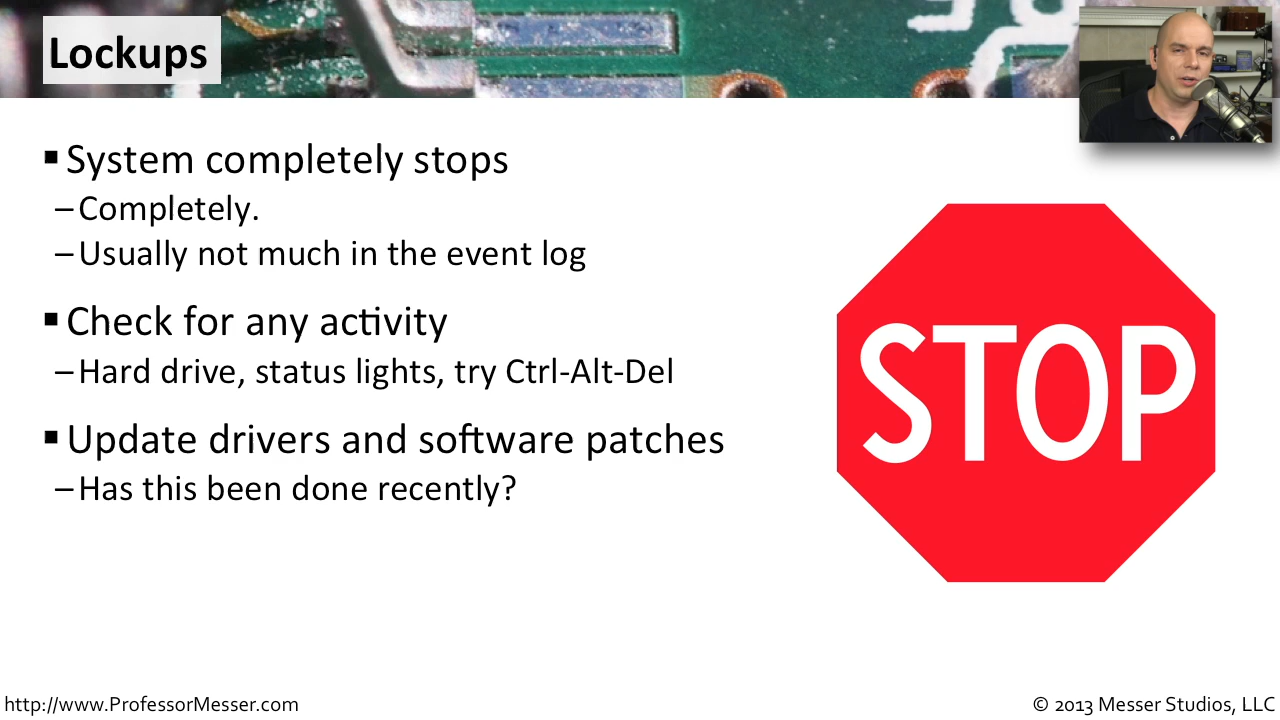 Lockups
▪ System completely stops
– Completely.
– Usually not much in the event log
▪ Check for any activity
– Hard drive, status lights, try Ctrl-Alt-Del
▪ Update drivers and software patches
– Has this been done recently?
STOP
http://www.ProfessorMesser.com
© 2013 Messer Studios, LLC